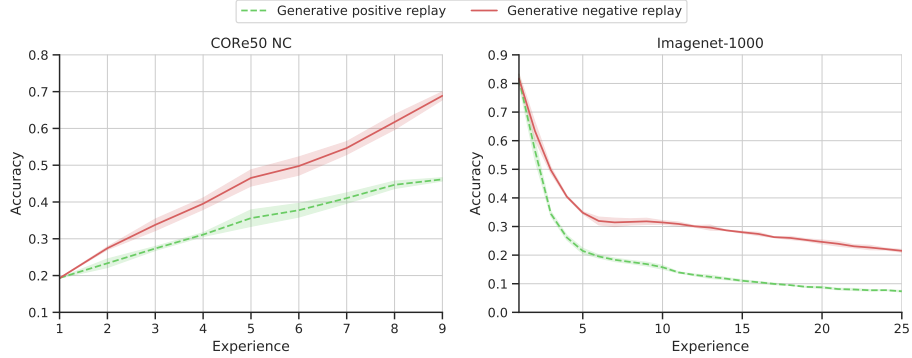 Generative positive replay Generative negative replay
CORe50 NC
0.8
0.7
0.6
0.5
0.4
0.3
0.2
0.1
Accuracy
1 2 3 4 5 6 7 8 9
Experience
Imagenet-1000
0.9
0.8
0.7
0.6
0.5
0.4
0.3
0.2
0.1
0.0
Accuracy
5 10 15 20 25
Experience